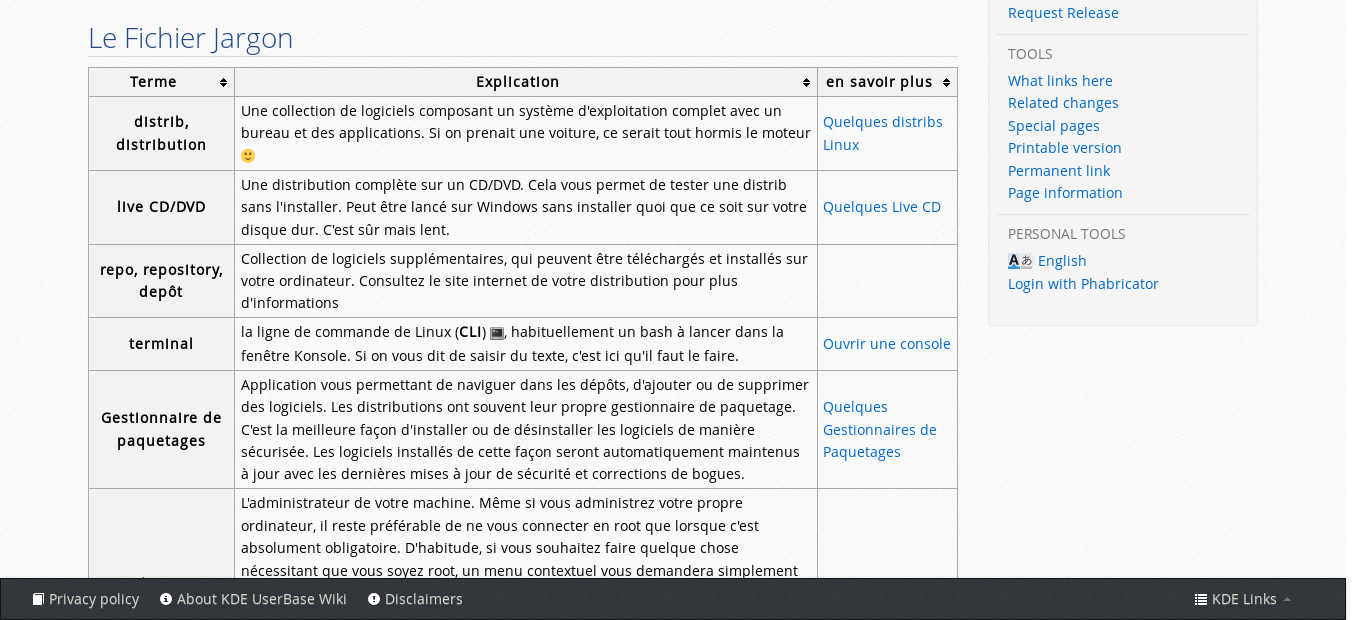 Le Fichier Jargon
Terme
Explication
en savoir plus
distrib,
distribution
Une collection de logiciels composant un système d'exploitation complet avec un
bureau et des applications. Si on prenait une voiture, ce serait tout hormis le moteur
Quelques distribs
Linux
live CD/DVD
Une distribution complète sur un CD/DVD. Cela vous permet de tester une distrib
sans l'installer. Peut être lancé sur Windows sans installer quoi que ce soit sur votre
disque dur. C'est sûr mais lent.
Quelques Live CD
repo, repository,
depôt
Collection de logiciels supplémentaires, qui peuvent être téléchargés et installés sur
votre ordinateur. Consultez le site internet de votre distribution pour plus
d'informations
terminal
la ligne de commande de Linux (CLI) , habituellement un bash à lancer dans la
fenêtre Konsole. Si on vous dit de saisir du texte, c'est ici qu'il faut le faire.
Ouvrir une console
Gestionnaire de
paquetages
Application vous permettant de naviguer dans les dépôts, d'ajouter ou de supprimer
des logiciels. Les distributions ont souvent leur propre gestionnaire de paquetage.
C'est la meilleure façon d'installer ou de désinstaller les logiciels de manière
sécurisée. Les logiciels installés de cette façon seront automatiquement maintenus
à jour avec les dernières mises à jour de sécurité et corrections de bogues.
Quelques
Gestionnaires de
Paquetages
L'administrateur de votre machine. Même si vous administrez votre propre
ordinateur, il reste préférable de ne vous connecter en root que lorsque c'est
absolument obligatoire. D'habitude, si vous souhaitez faire quelque chose
nécessitant que vous soyez root, un menu contextuel vous demandera simplement
Request Release
TOOLS
What links here
Related changes
Special pages
Printable version
Permanent link
Page information
PERSONAL TOOLS
Aあ English
Login with Phabricator
Privacy policy
About KDE UserBase Wiki
Disclaimers
KDE Links